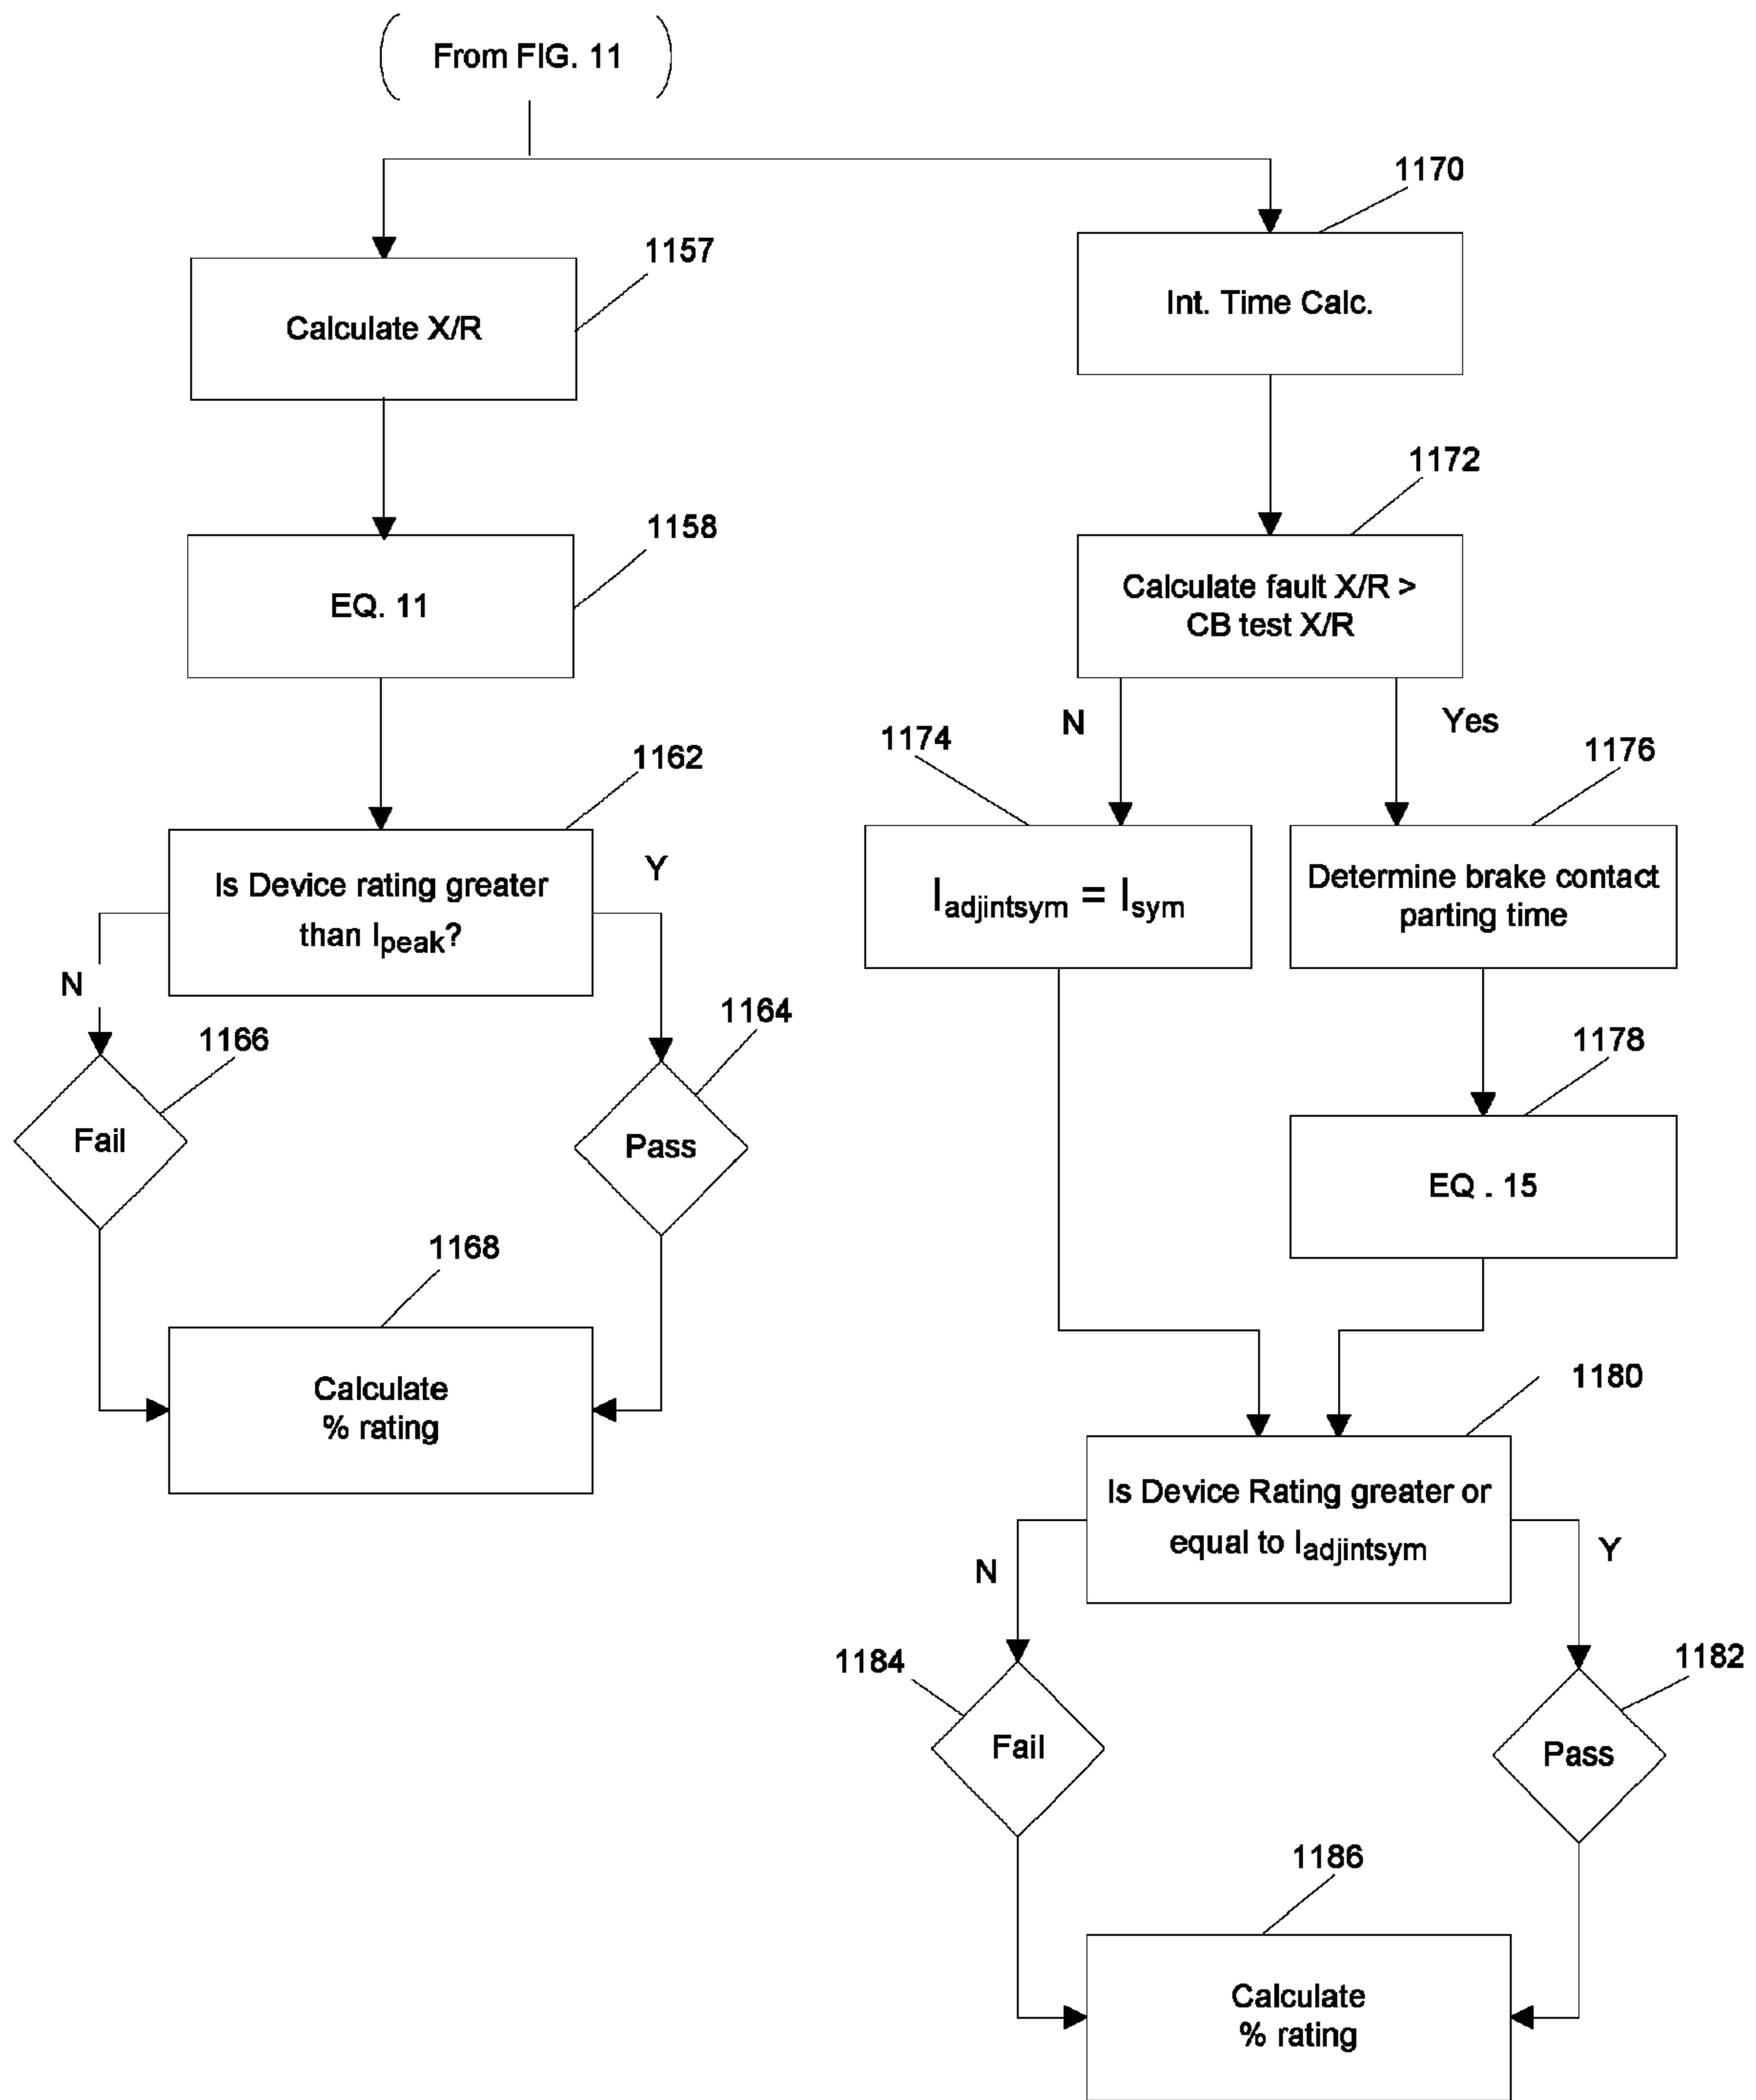 From FIG. 11
1170
1157
Int. Time Calc.
Calculate X/R
1172
1158
Calculate fault X/R >
CB test X/R
EQ. 11
N
Yes
1174
1176
1162
Is Device rating greater
than Ipeak?
Y
N
Iadjintsym = Isym
Determine brake contact
parting time
1164
1166
1178
Fail
Pass
EQ . 15
1168
Calculate
% rating
1180
Is Device Rating greater or
equal to Iadjintsym
N
Y
1184
1182
Fail
Pass
1186
Calculate
% rating